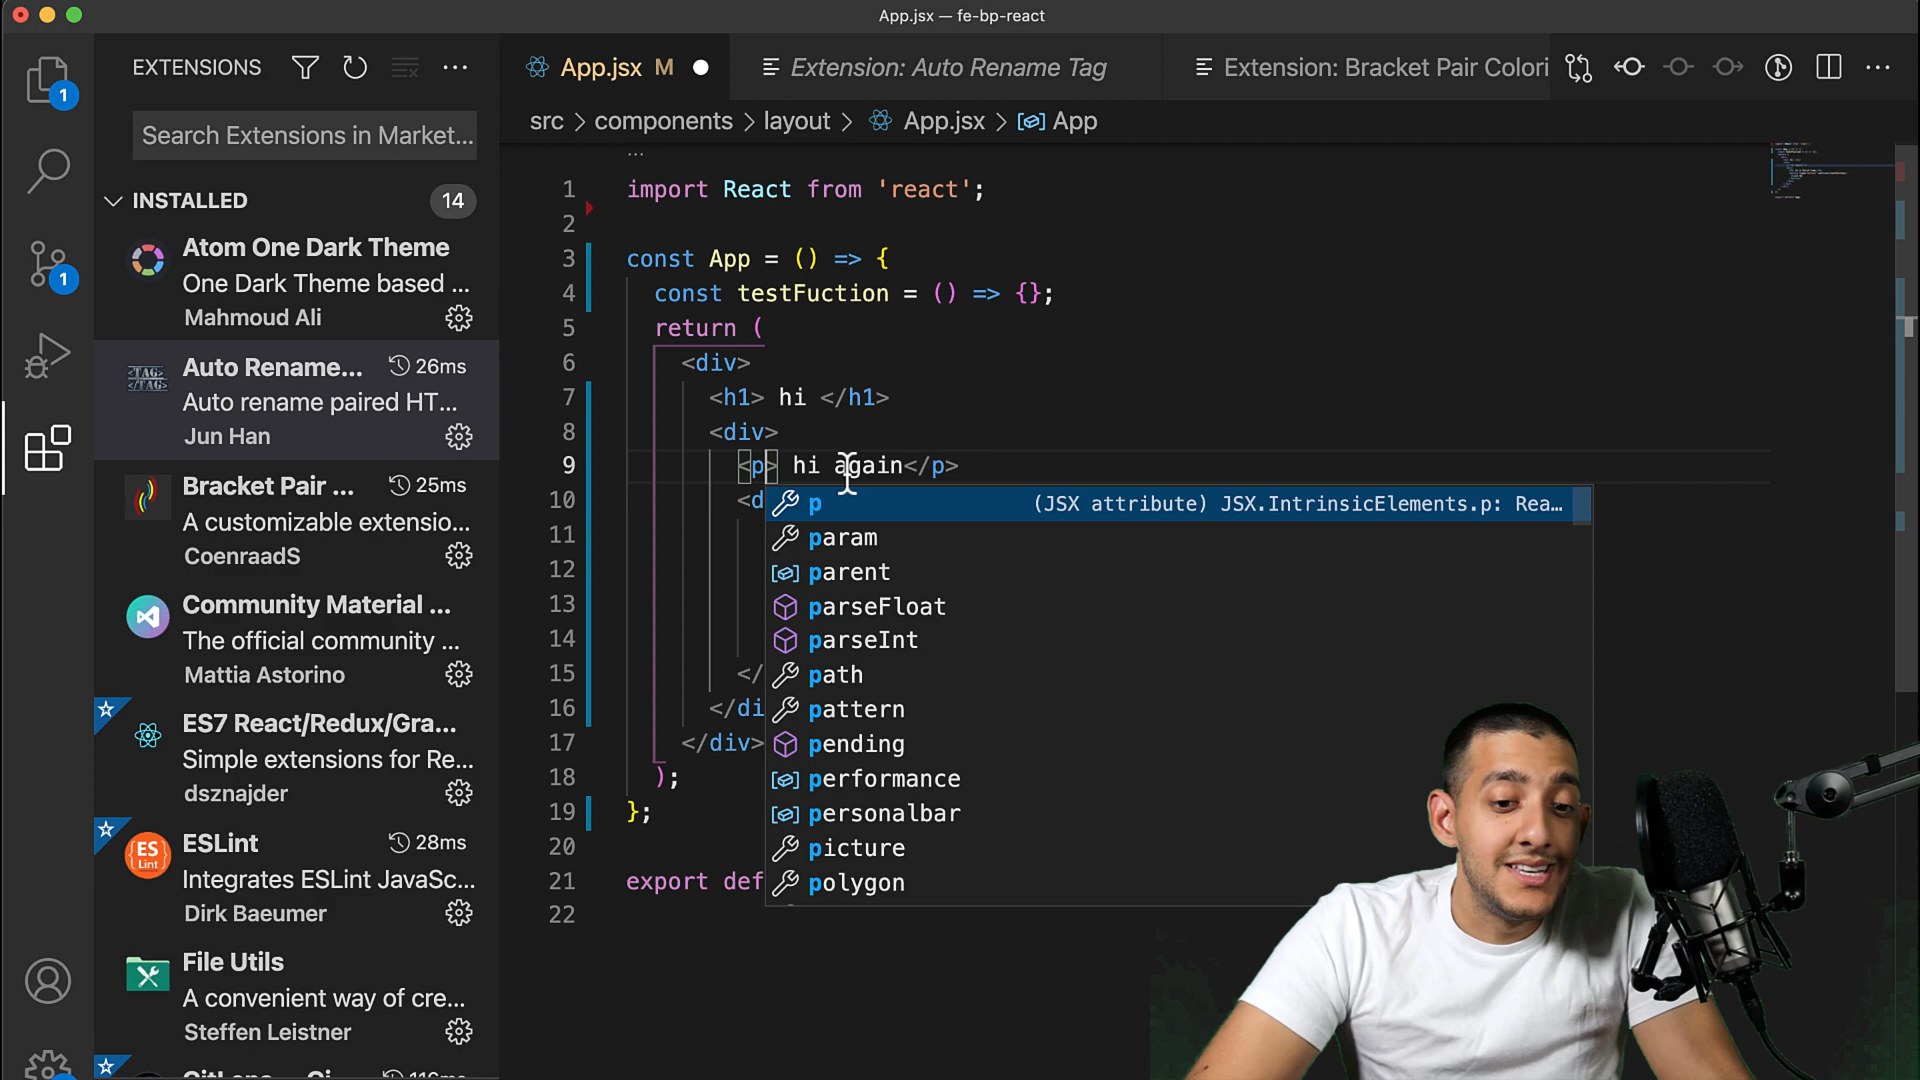 App.jsx — fe-bp-react
EXTENSIONS
Search Extensions in Market...
INSTALLED 14
Atom One Dark Theme
One Dark Theme based ...
Mahmoud Ali
<TAG>
</TAG>
Auto Rename... 26ms
Auto rename paired HT...
Jun Han
Bracket Pair ... 25ms
A customizable extensio...
CoenraadS
Community Material ...
The official community ...
Mattia Astorino
ES7 React/Redux/Gra...
Simple extensions for Re...
dsznajder
ES
Lint
ESLint 28ms
Integrates ESLint JavaSc...
Dirk Baeumer
File Utils
A convenient way of cre...
Steffen Leistner
1
1
App.jsx M
Extension: Auto Rename Tag
Extension: Bracket Pair Colori
src > components > layout > App.jsx > App
...
1 import React from 'react';
2
3 const App = () => {
4 const testFuction = () => {};
5 return (
6 <div>
7 <h1> hi </h1>
8 <div>
9 <p> hi again</p>
10 <d
11
12
13
14
15 </
16 </di
17 </div>
18 );
19 };
20
21 export def
22
p (JSX attribute) JSX.IntrinsicElements.p: Rea...
param
parent
parseFloat
parseInt
path
pattern
pending
performance
personalbar
picture
polygon